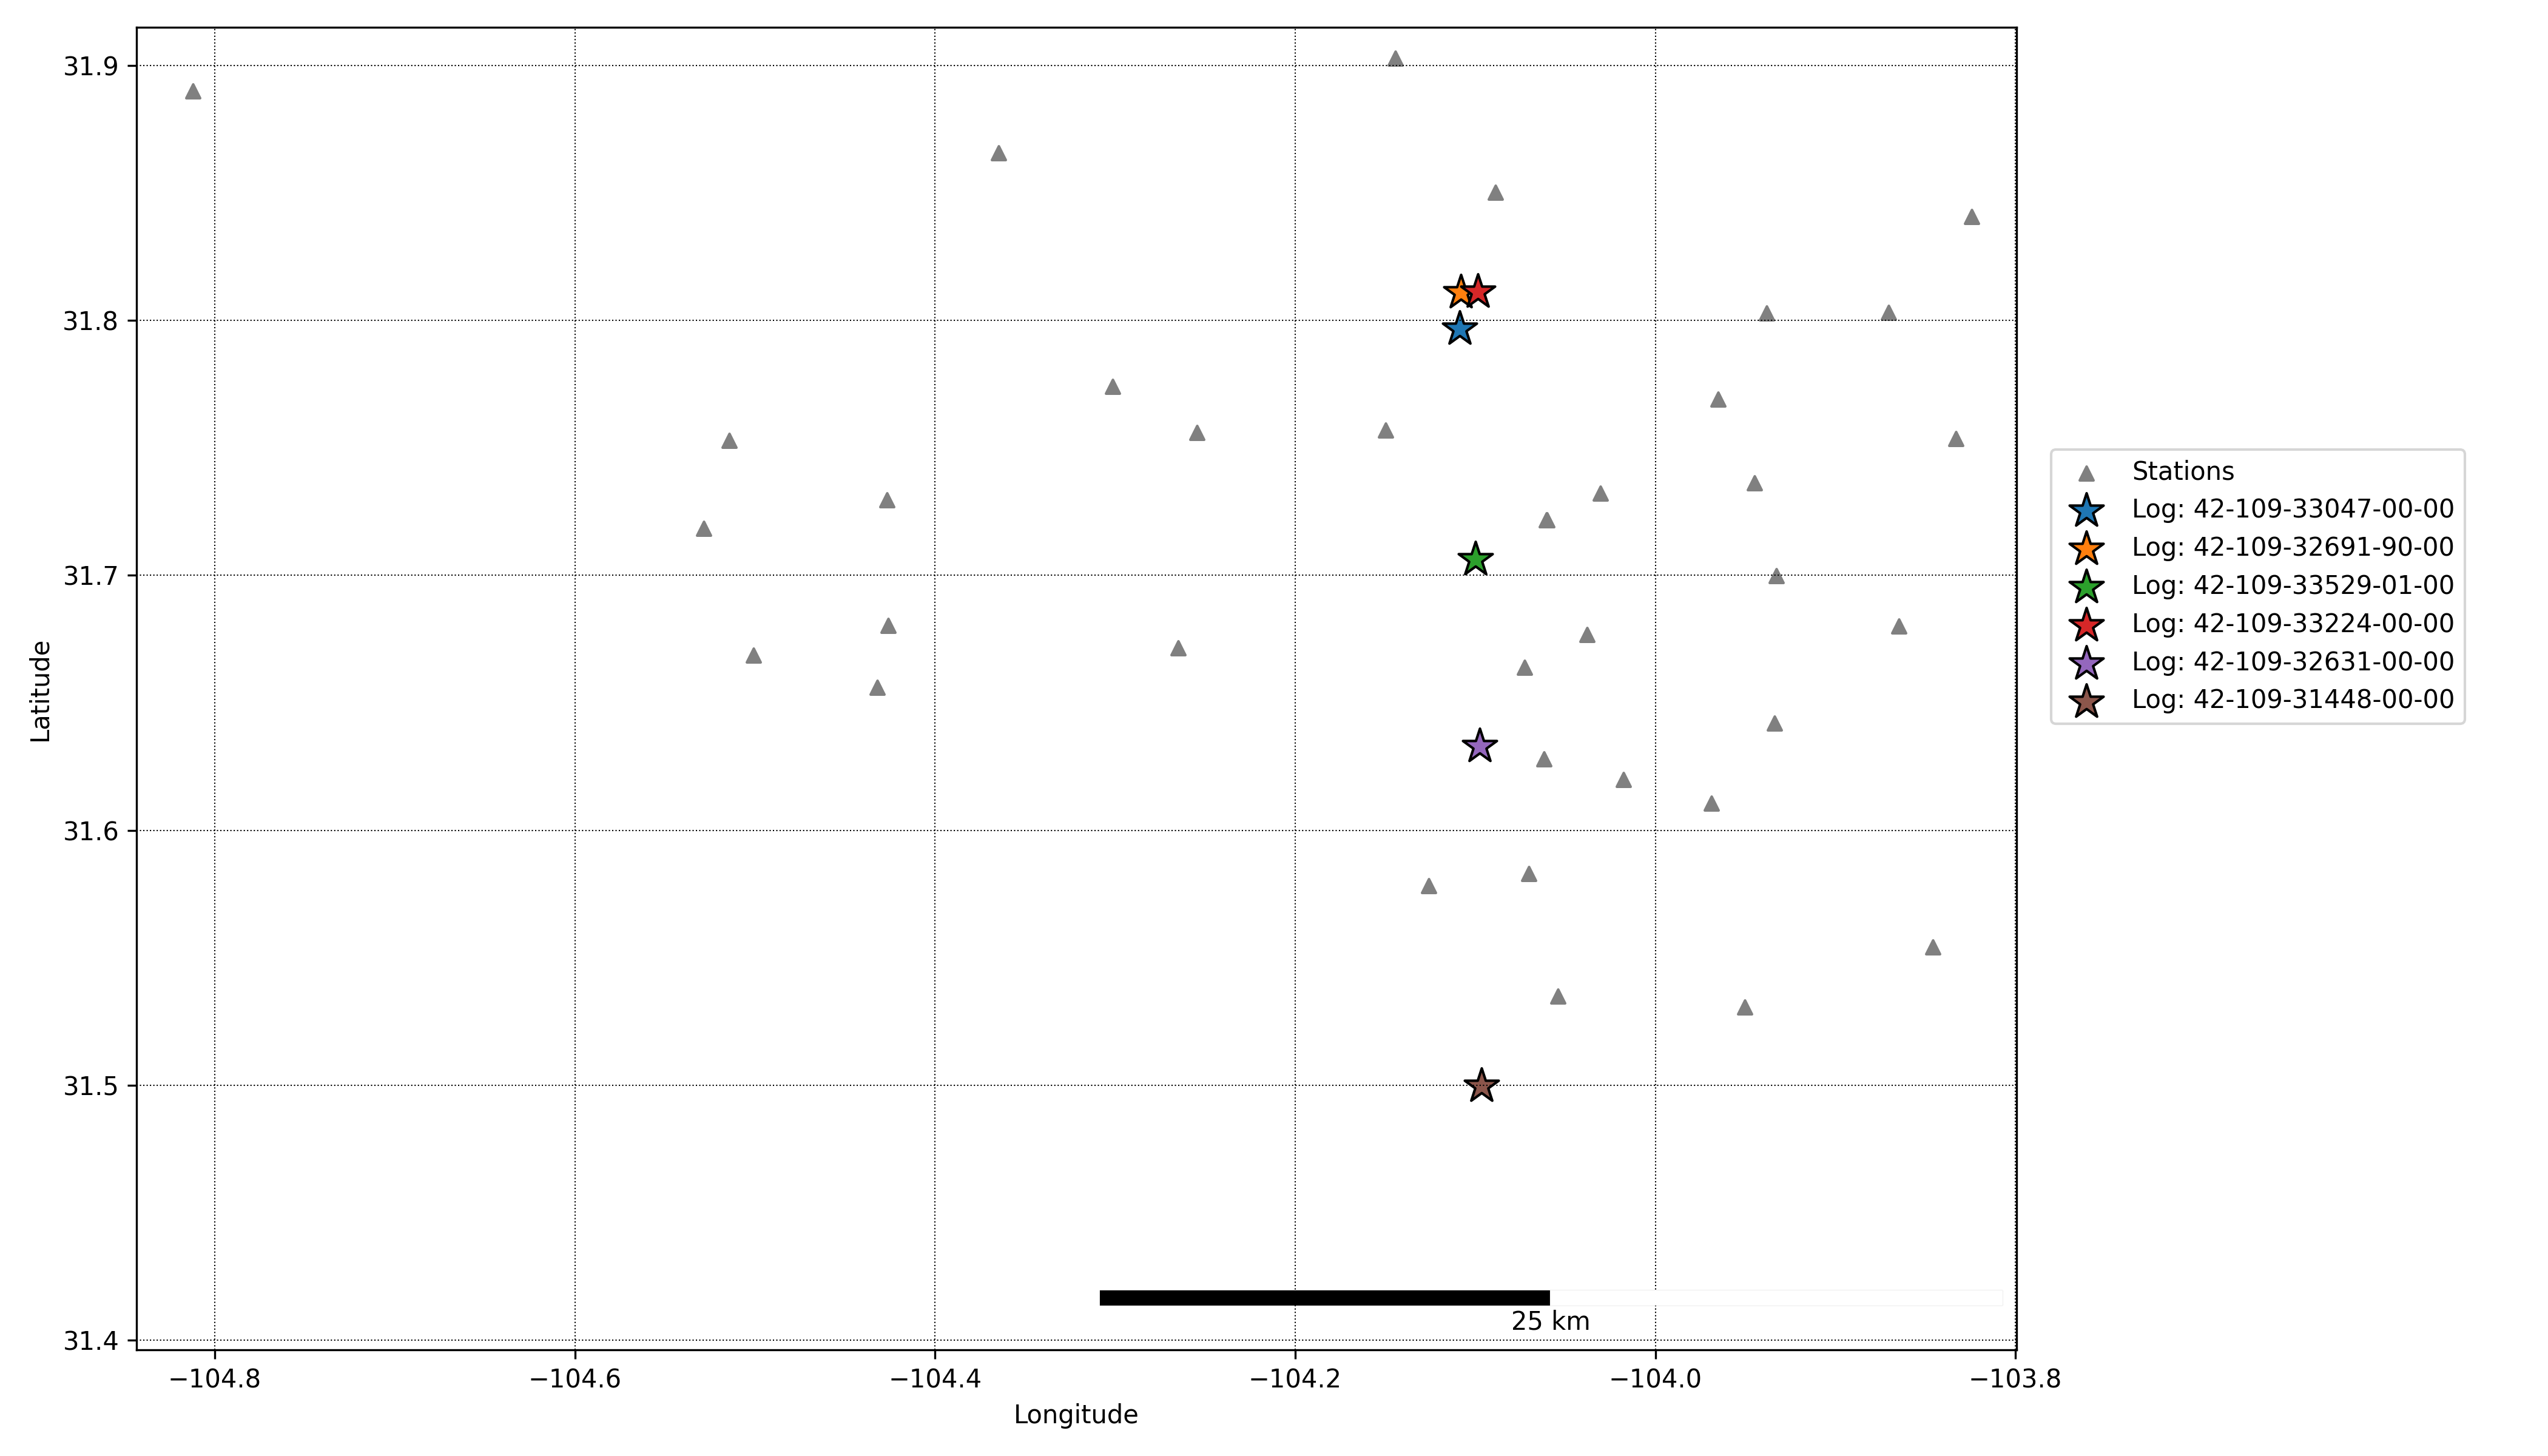 31.9
31.8
31.7
31.6
31.5
31.4
Latitude
−104.8
−104.6
−104.4
−104.2
−104.0
−103.8
Longitude
25 km
Stations
Log: 42-109-33047-00-00
Log: 42-109-32691-90-00
Log: 42-109-33529-01-00
Log: 42-109-33224-00-00
Log: 42-109-32631-00-00
Log: 42-109-31448-00-00